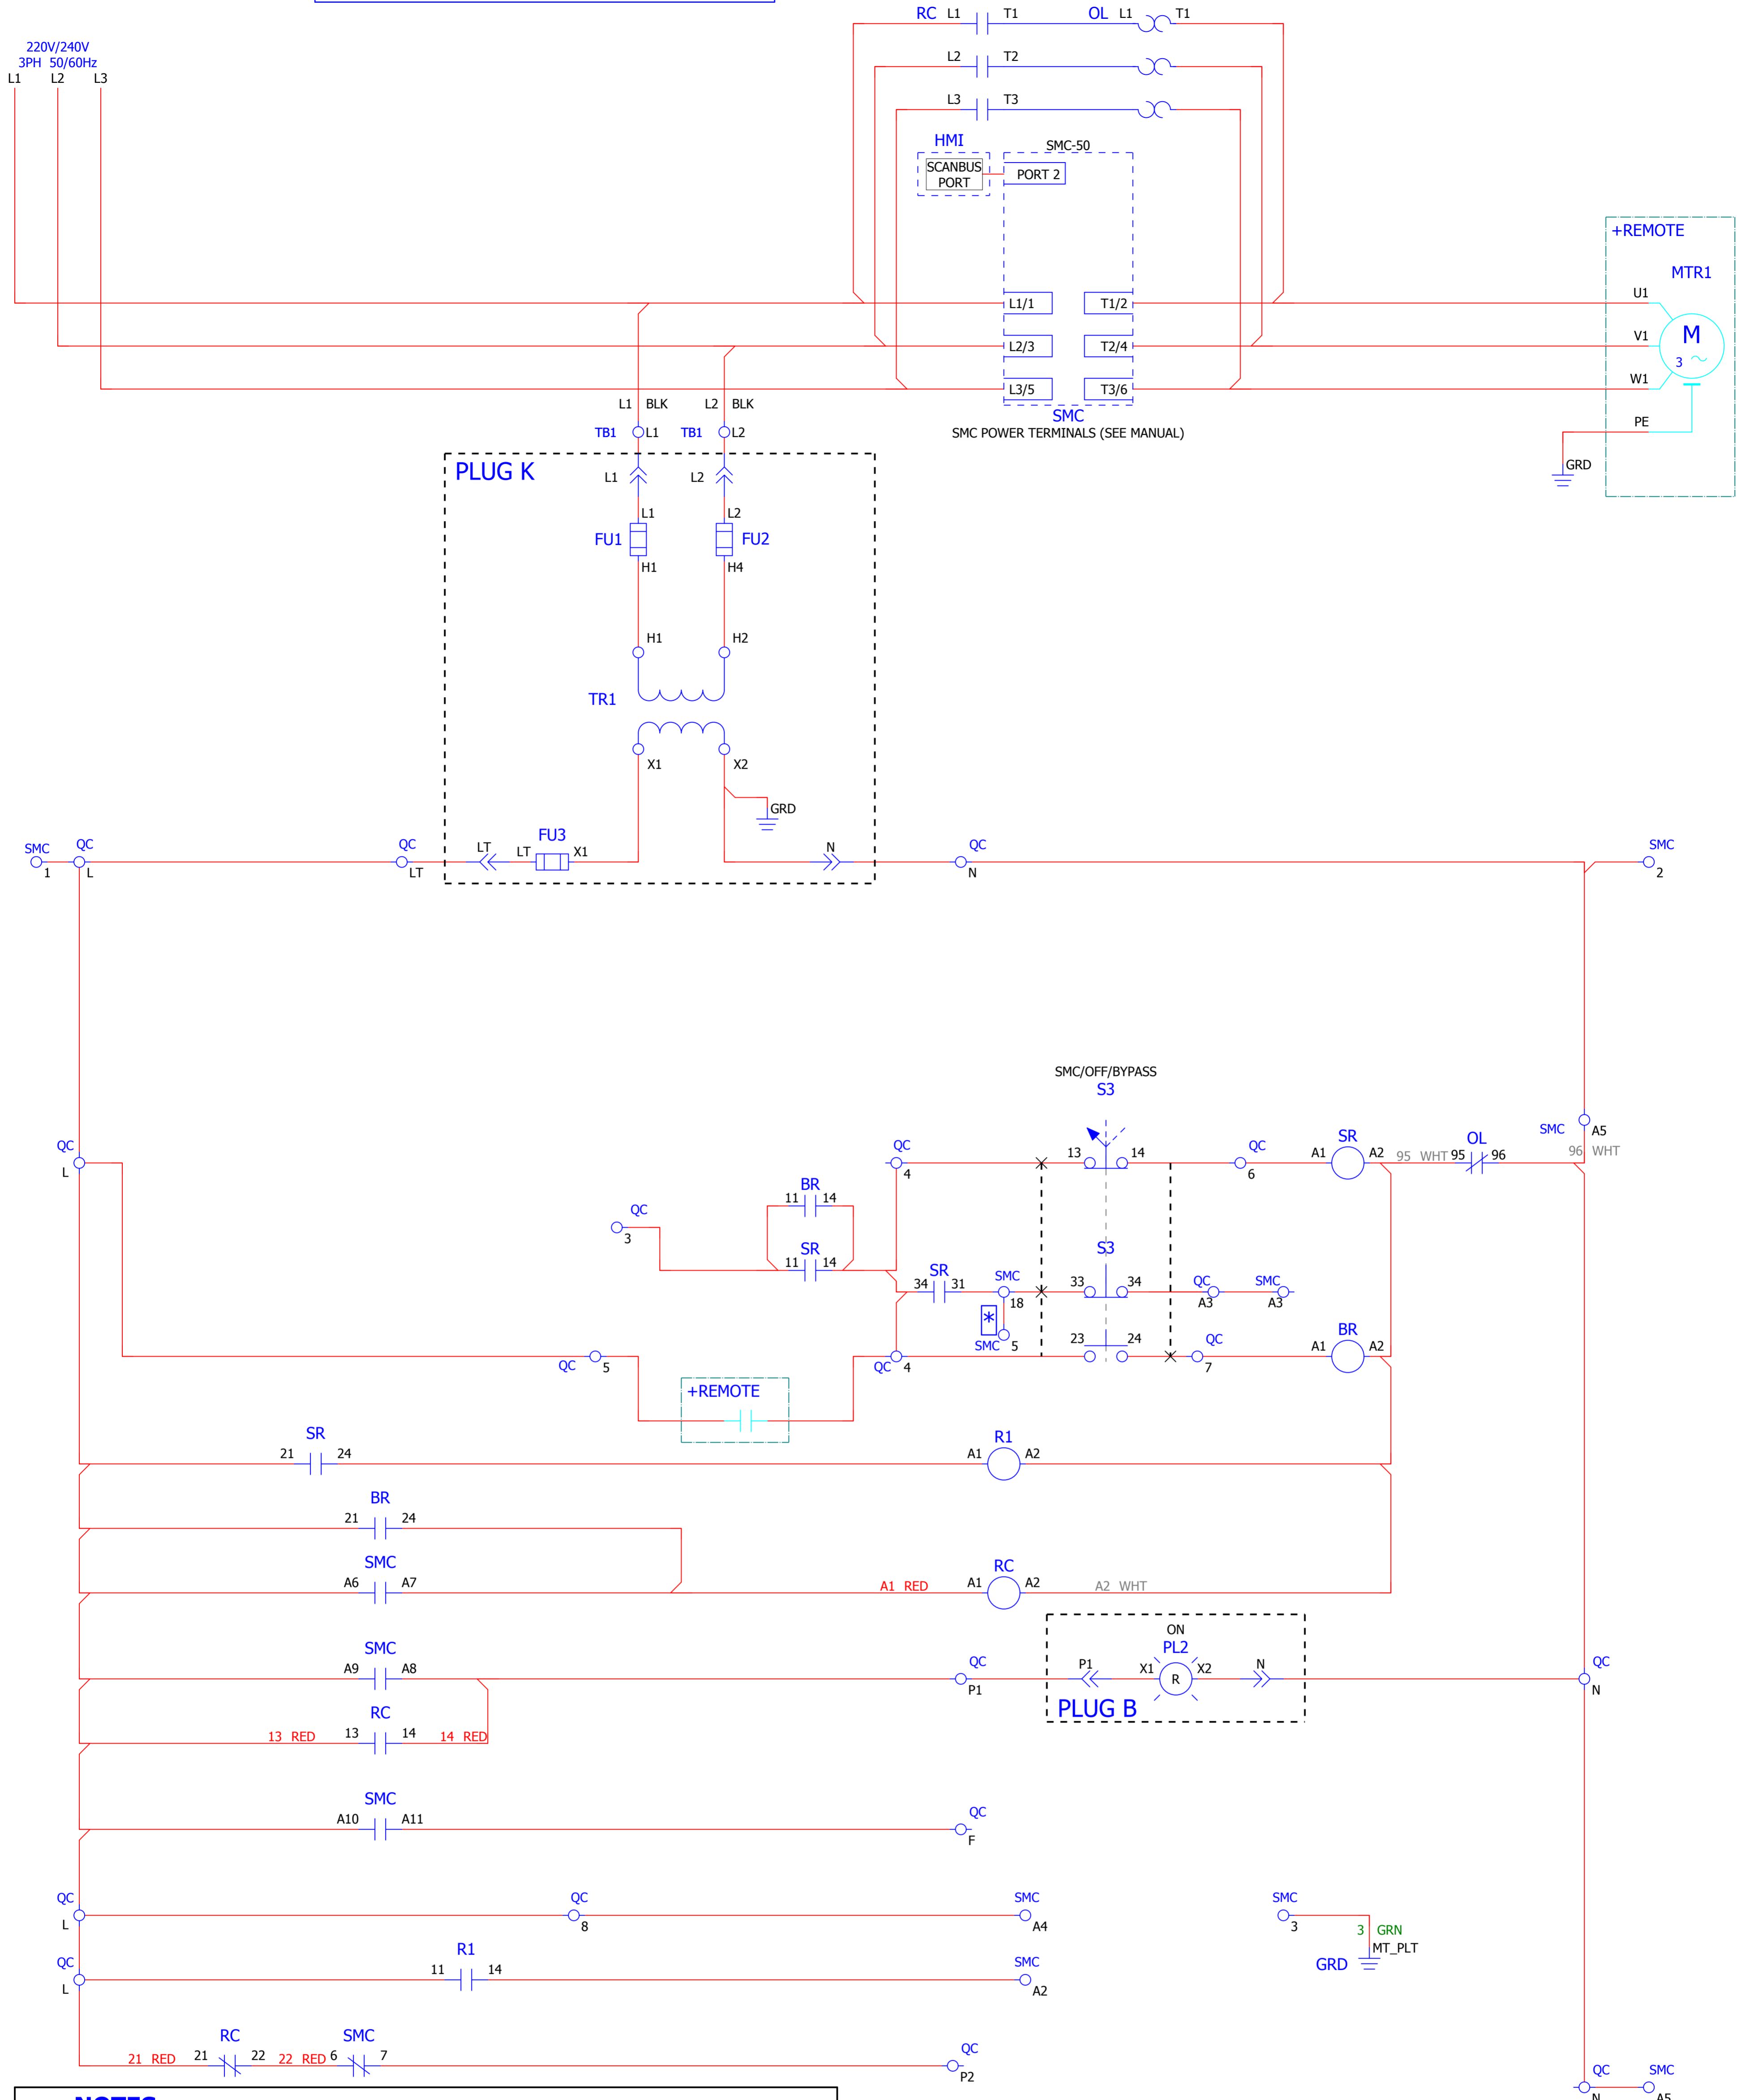 RC L1 T1 OL L1 T1
220V/240V
3PH 50/60Hz
L1 L2 L3
L2 T2
L3 T3
HMI
SMC-50
SCANBUS
PORT
PORT 2
+REMOTE
MTR1
L1/1 T1/2 U1
L2/3 T2/4 V1
M
3
L3/5 T3/6 W1
L1 BLK L2 BLK
SMC
SMC POWER TERMINALS (SEE MANUAL)
PE
GRD
TB1 L1 TB1 L2
PLUG K
L1 L2
L1 L2
FU1 FU2
H1 H4
H1 H2
TR1
X1 X2
GRD
SMC QC QC LT LT FU3 X1 N QC SMC
1 L LT N 2
SMC/OFF/BYPASS
S3
SMC A5
QC QC 13 14 QC SR OL
L 4 6 A1 A2 95 WHT 95 96 96 WHT
BR
11 14
QC
3
SR
11 14
S3
SR
34 31
SMC
18
33 34
QC
A3
SMC
A3
*
SMC 5
23 24
QC
7
BR
A1 A2
QC 5
QC 4
+REMOTE
SR
21 24
R1
A1 A2
BR
21 24
SMC
A6 A7
A1 RED
RC
A1 A2
A2 WHT
SMC
A9 A8
QC
P1
ON
PL2
P1 X1 R X2 N
PLUG B
QC
N
RC
13 RED 13 14 14 RED
SMC
A10 A11
QC
F
QC QC SMC SMC
L 8 A4 3
3 GRN
MT_PLT
GRD
QC R1 SMC
L 11 14 A2
RC SMC
21 RED 21 22 22 RED 6 7
QC
P2
QC SMC
N A5
NOTES